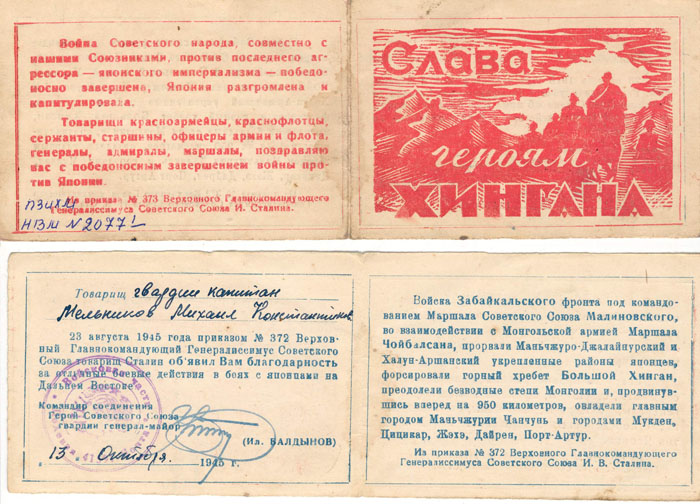 Война Советского народа, совместно с
нашими Союзниками, против последнего аг-
рессора — японского империализма — победо-
носно завершена, Япония разгромлена и
капитулировала.
Товарищи красноармейцы, краснофлотцы,
сержанты, старшины, офицеры армии и флота,
генералы, адмиралы, маршалы, поздравляю
вас с победоносным завершением войны про-
тив Японии.
Из приказа № 373 Верховного Главнокомандующего
Генералиссимуса Советского Союза И. Сталина.
ПЗИХМ
НВМ N 2077/
Слава
героям
ХИНГАНА
Товарищ гвардии капитан
Мельников Михаил Константинов
23 августа 1945 года приказом № 372 Верхов-
ный Главнокомандующий Генералиссимус Советского
Союза товарищ Сталин об'явил Вам благодарность
за отличные боевые действия в боях с японцами на
Дальнем Востоке.
Командир соединения
Герой Советского Союза
гвардии генерал-майор
(Ил. БАЛДЫНОВ)
13 Октября 1945 г.
Войсковая часть
Войска Забайкальского фронта под командо-
ванием Маршала Советского Союза Малиновского,
во взаимодействии с Монгольской армией Маршала
Чойбалсана, прорвали Маньчжуро-Джалайнурский и
Халун-Аршанский укрепленные районы японцев,
форсировали горный хребет Большой Хинган,
преодолели безводные степи Монголии и, продвинув-
шись вперед на 950 километров, овладели главным
городом Маньчжурии Чанчунь и городами Мукден,
Цицикар, Жэхэ, Дайрен, Порт-Артур.
Из приказа № 372 Верховного Главнокомандующего
Генералиссимуса Советского Союза И. В. Сталина.